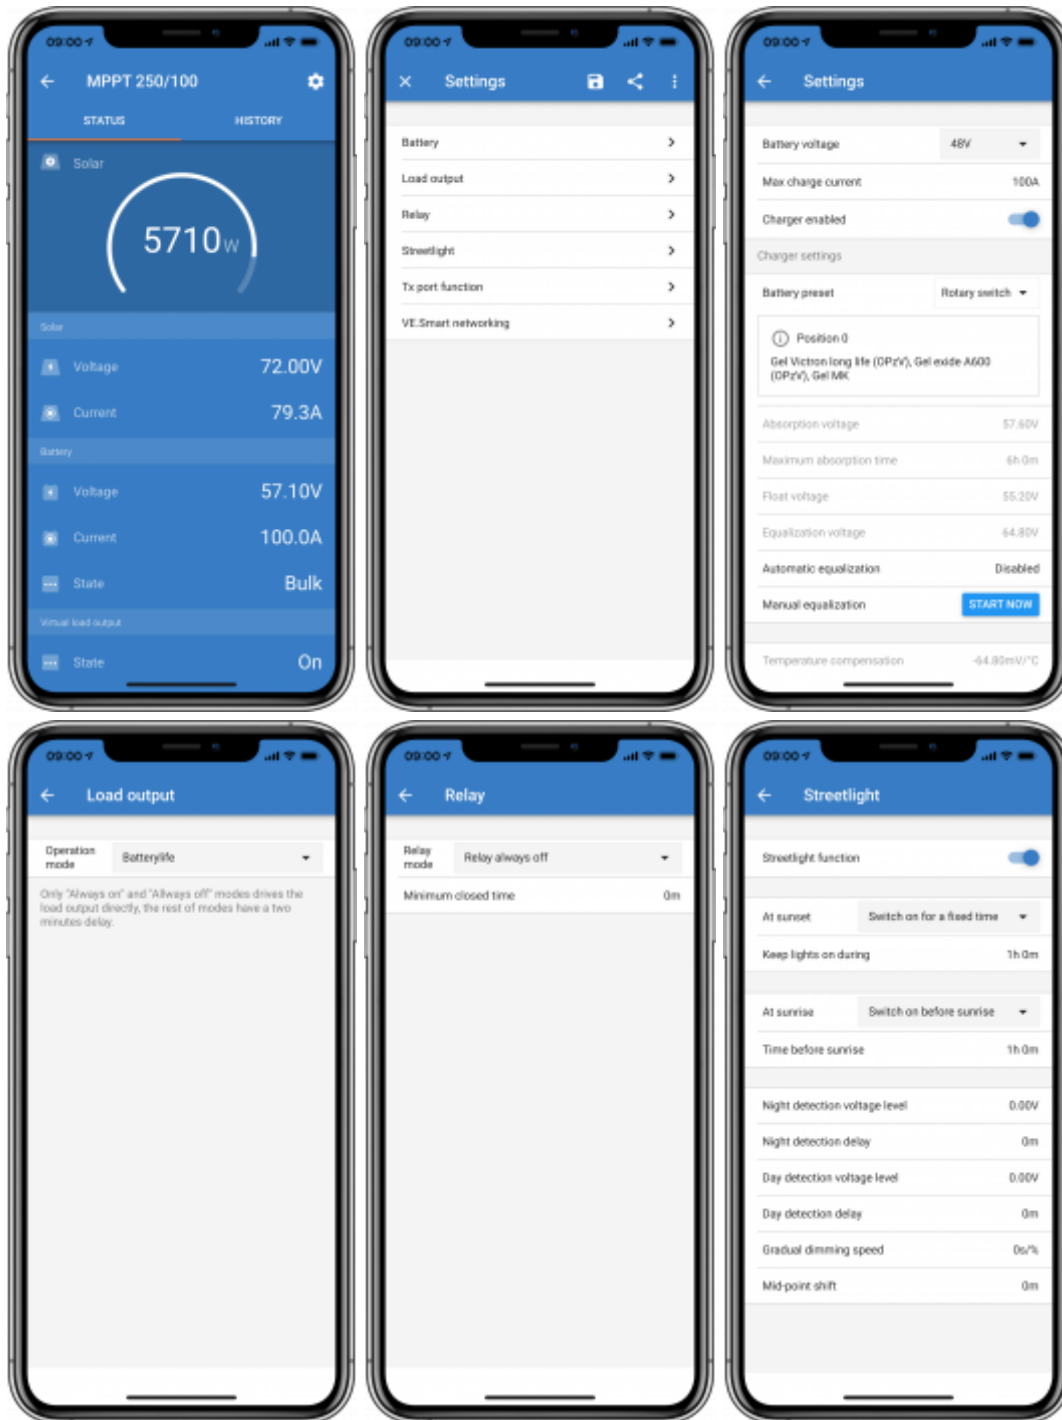 09:00
MPPT 250/100
STATUS HISTORY
Solar
5710W
Solar
Voltage 72.00V
Current 79.3A
Battery
Voltage 57.10V
Current 100.0A
State Bulk
Virtual load output
State On
09:00
Settings
Battery
Load output
Relay
Streetlight
Tx port function
VE.Smart networking
09:00
Settings
Battery voltage 48V
Max charge current 100A
Charger enabled
Charger settings
Battery preset Rotary switch
Position 0
Gel Victron long life (OPzV), Gel exide A600
(OPzV), Gel MK
Absorption voltage 57.60V
Maximum absorption time 6h 0m
Float voltage 55.20V
Equalization voltage 64.80V
Automatic equalization Disabled
Manual equalization START NOW
Temperature compensation -64.80mV/°C
09:00
Load output
Operation
mode Batterylife
Only "Always on" and "Allways off" modes drives the
load output directly, the rest of modes have a two
minutes delay.
09:00
Relay
Relay
mode Relay always off
Minimum closed time 0m
09:00
Streetlight
Streetlight function
At sunset Switch on for a fixed time
Keep lights on during 1h 0m
At sunrise Switch on before sunrise
Time before sunrise 1h 0m
Night detection voltage level 0.00V
Night detection delay 0m
Day detection voltage level 0.00V
Day detection delay 0m
Gradual dimming speed 0s/%
Mid-point shift 0m